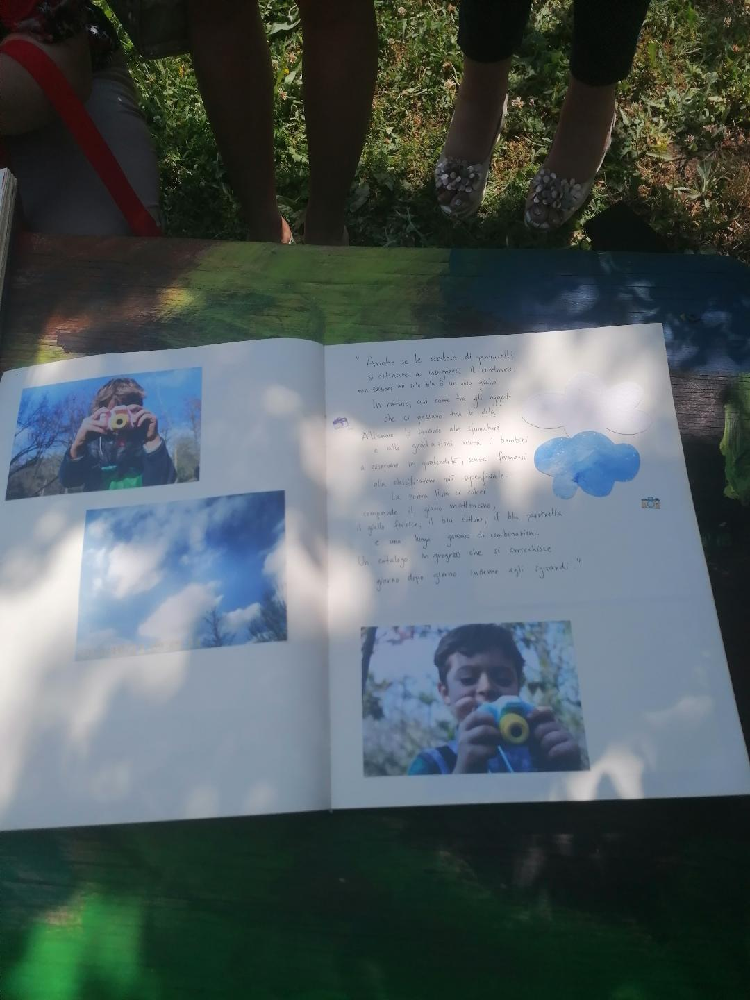 "Anche se le scatole di pennarelli
si ostinano a insegnare il contrario,
non esistono un solo blu o un solo giallo.
In natura, così come tra gli oggetti
che ci passano tra le dita.
Allenare lo sguardo alle sfumature
e alle gradazioni aiuta i bambini
a osservare in profondità, senza fermarsi
alla classificazione più superficiale.
La nostra lista di colori
comprende il giallo mattoncino,
il giallo forbice, il blu bottone, il blu piastrella
e una lunga gamma di combinazioni.
Un catalogo in progress che si arricchisce
giorno dopo giorno insieme agli sguardi."